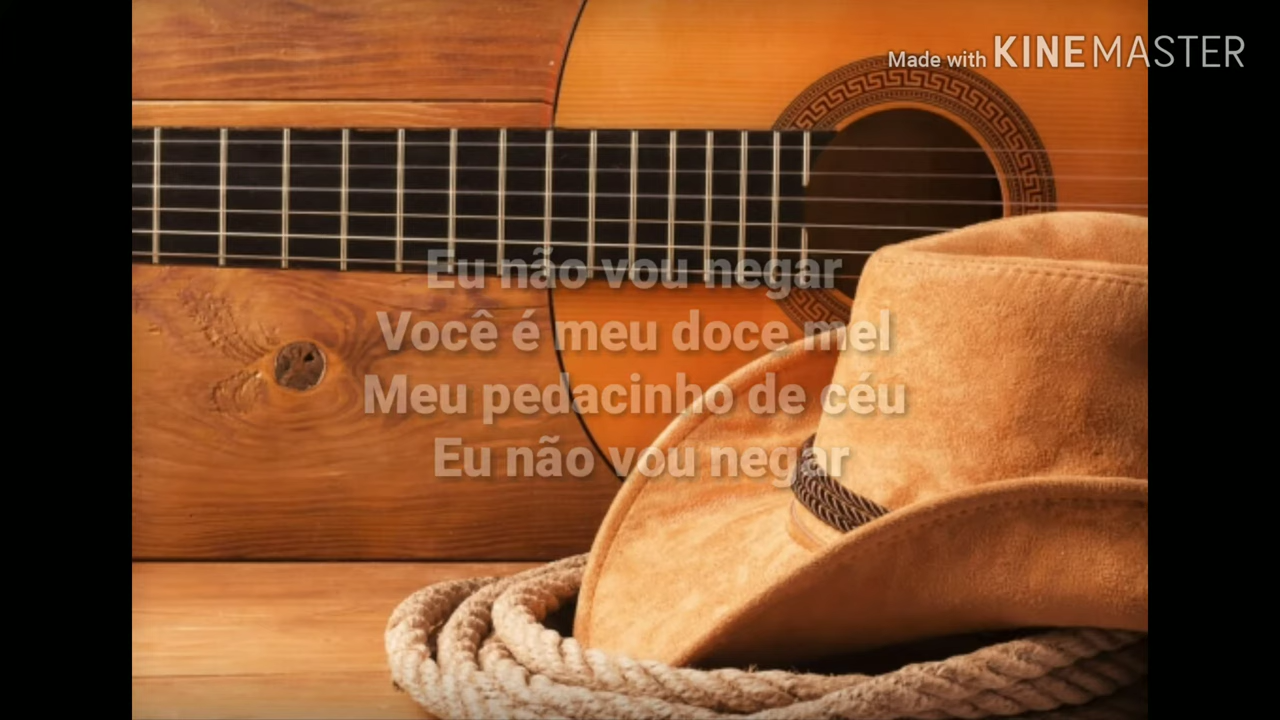 Made with KINEMASTER
Eu não vou negar
Você é meu doce mel
Meu pedacinho de céu
Eu não vou negar